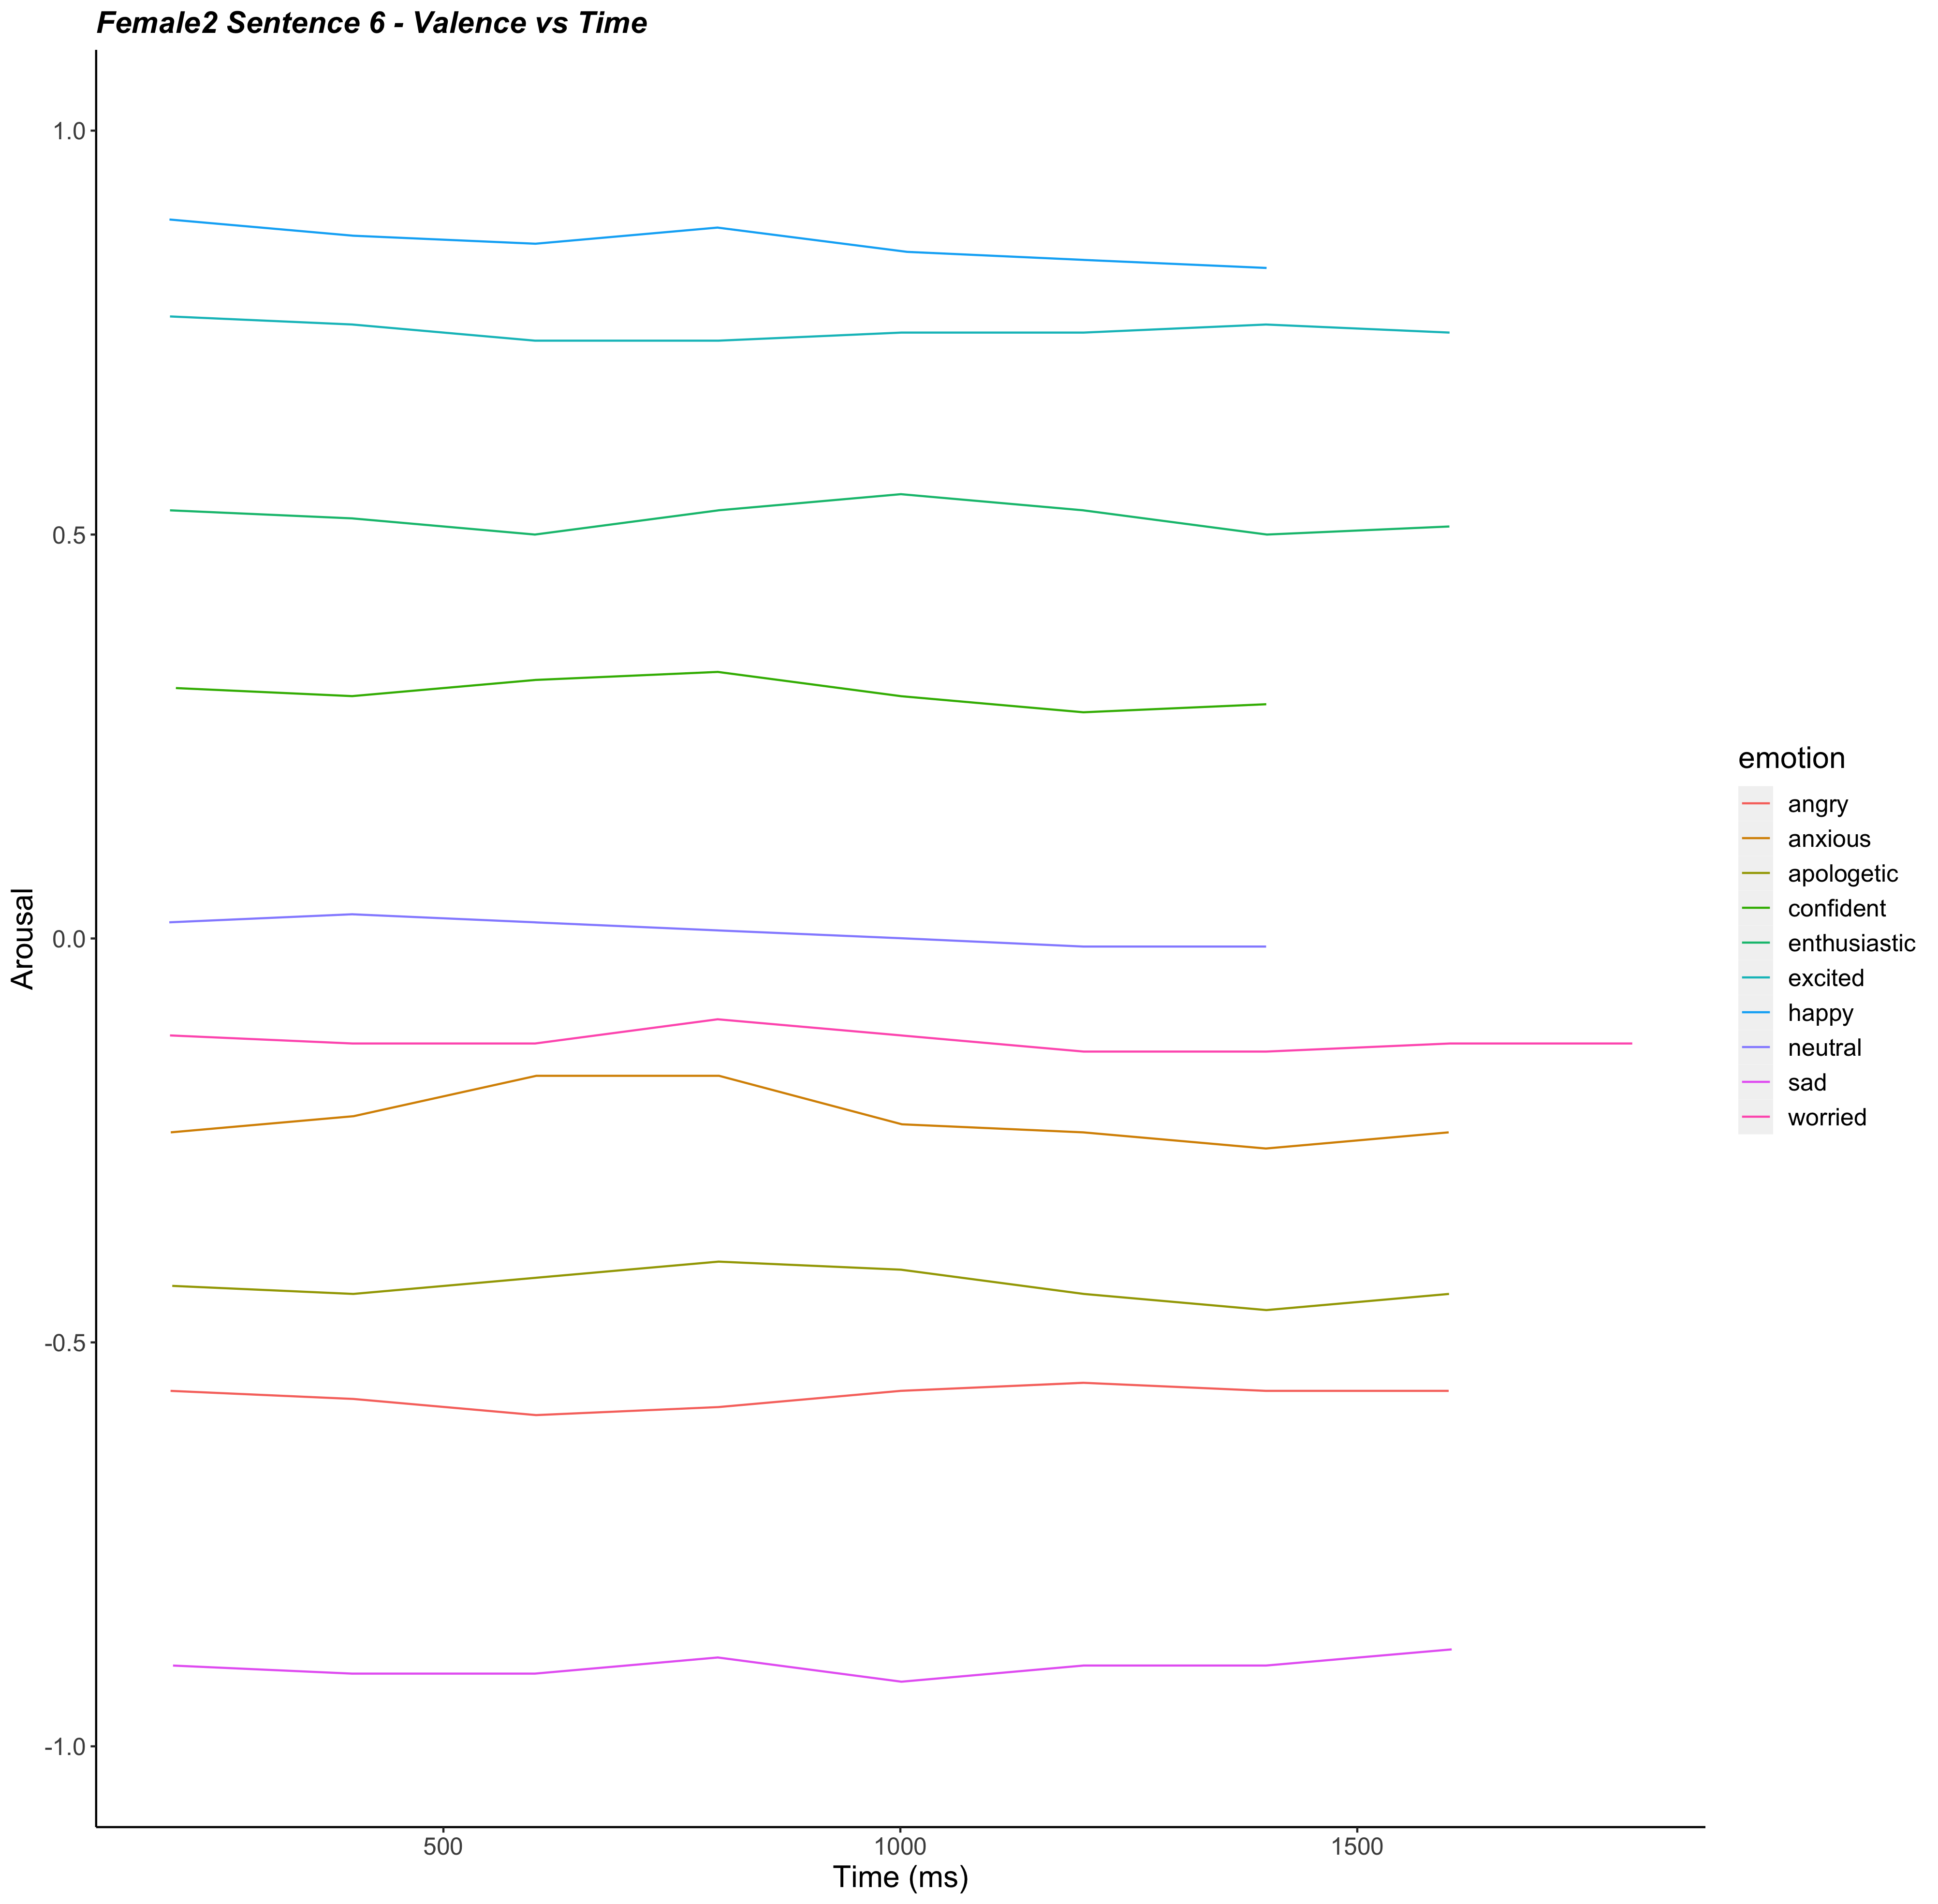 Female2 Sentence 6 - Valence vs Time
1.0
0.5
0.0
-0.5
-1.0
Arousal
500
1000
1500
Time (ms)
emotion
angry
anxious
apologetic
confident
enthusiastic
excited
happy
neutral
sad
worried